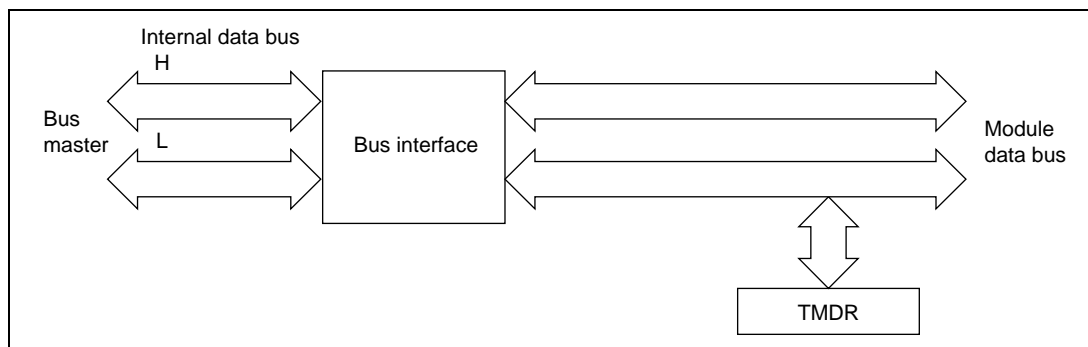 Internal data bus
H
Bus
master
L
Bus interface
Module
data bus
TMDR